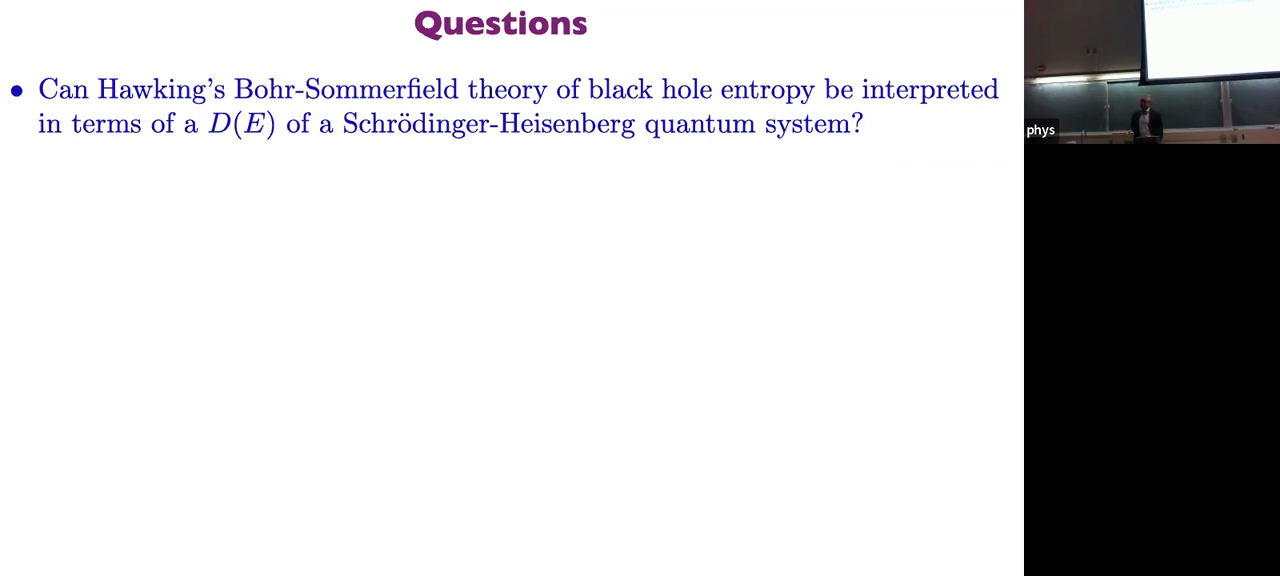 Questions
• Can Hawking's Bohr-Sommerfield theory of black hole entropy be interpreted
in terms of a D(E) of a Schrödinger-Heisenberg quantum system?
phys